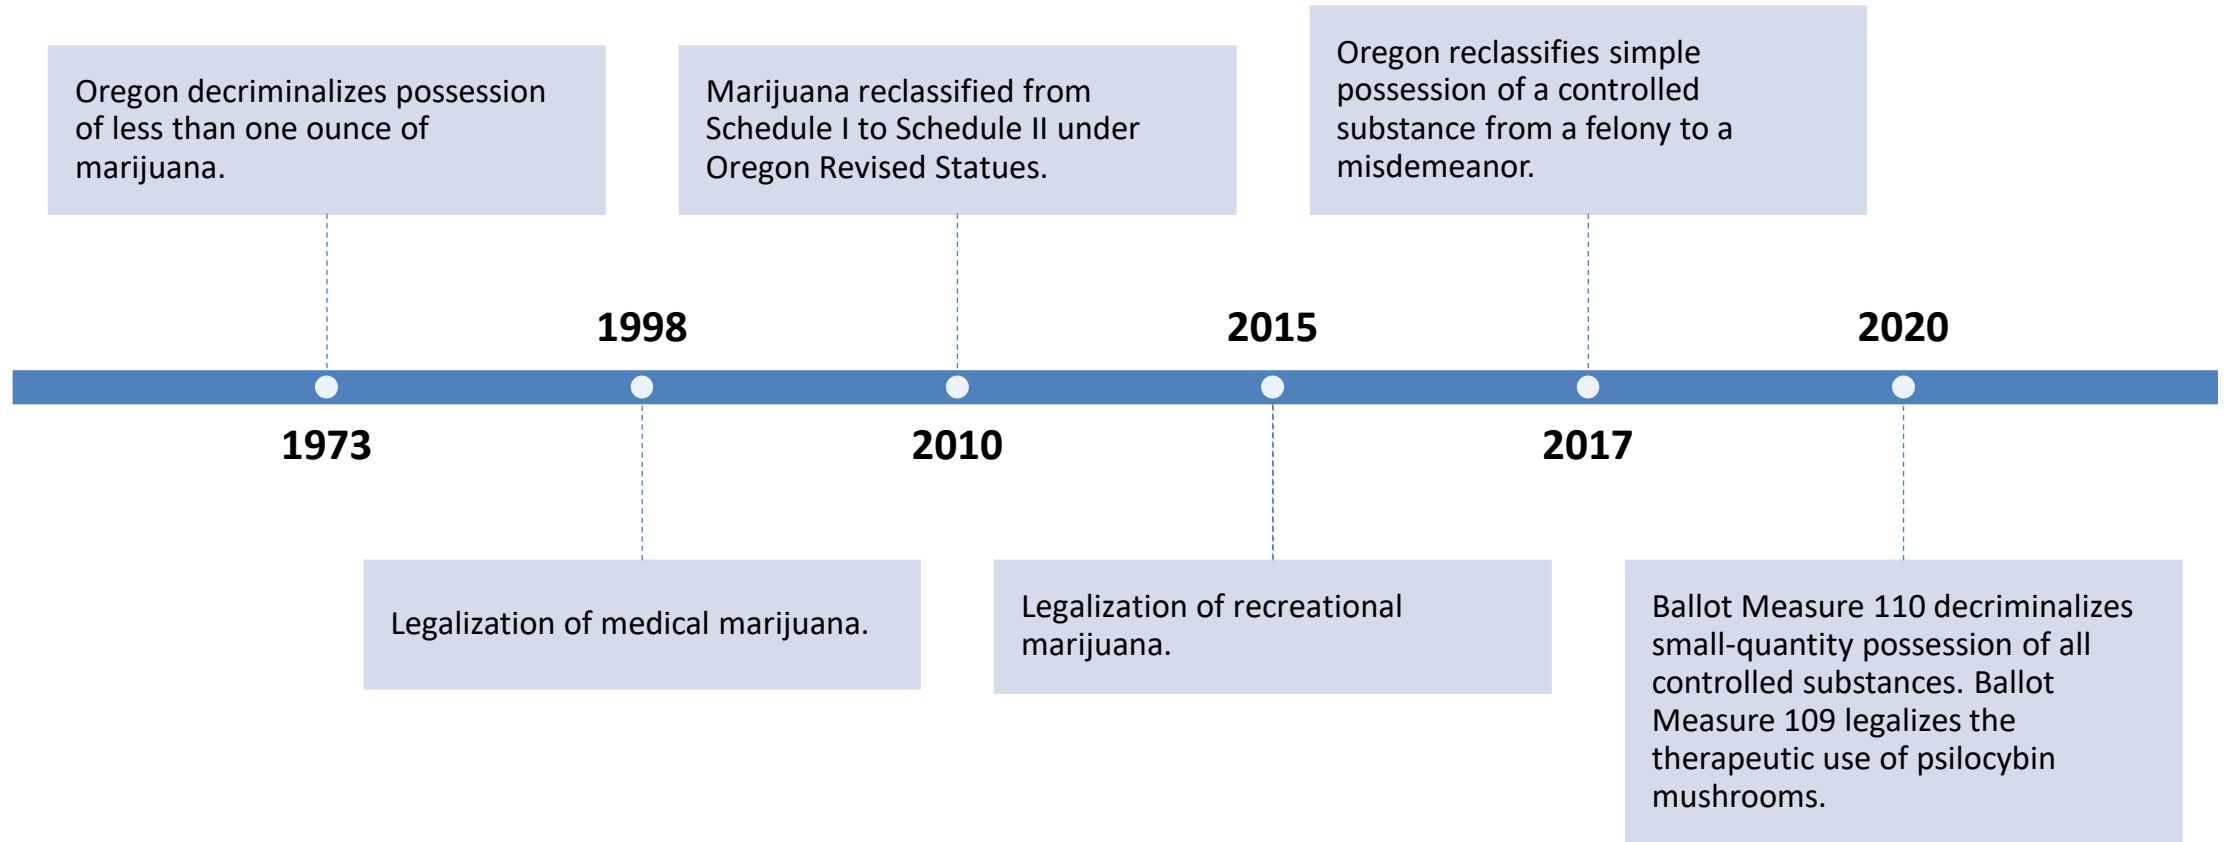 Oregon decriminalizes possession
of less than one ounce of
marijuana.
Marijuana reclassified from
Schedule I to Schedule II under
Oregon Revised Statues.
Oregon reclassifies simple
possession of a controlled
substance from a felony to a
misdemeanor.
1998
2015
2020
1973
2010
2017
Legalization of medical marijuana.
Legalization of recreational
marijuana.
Ballot Measure 110 decriminalizes
small-quantity possession of all
controlled substances. Ballot
Measure 109 legalizes the
therapeutic use of psilocybin
mushrooms.